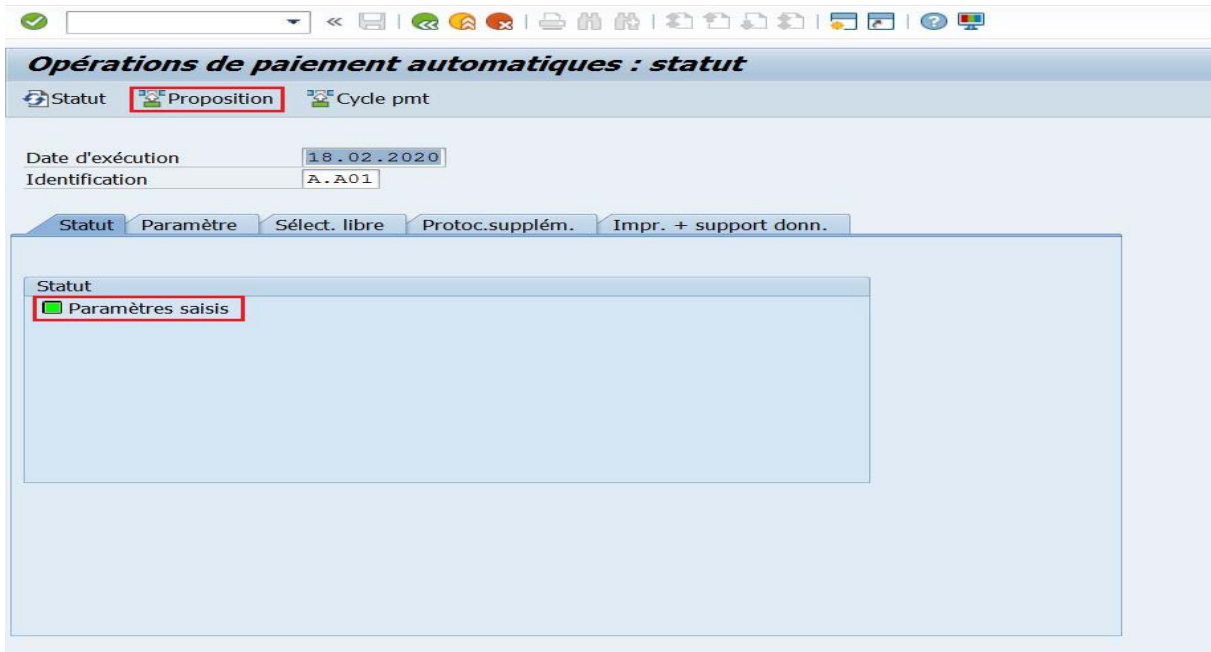 Opérations de paiement automatiques : statut
Statut Proposition Cycle pmt
Date d'exécution 18.02.2020
Identification A.A01
Statut Paramètre Sélect. libre Protoc.supplém. Impr. + support donn.
Statut
Paramètres saisis